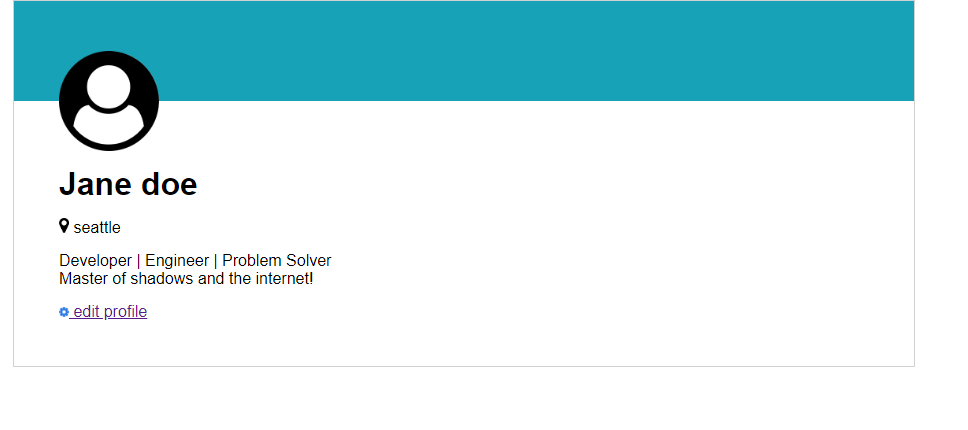 Jane doe
seattle
Developer | Engineer | Problem Solver
Master of shadows and the internet!
edit profile